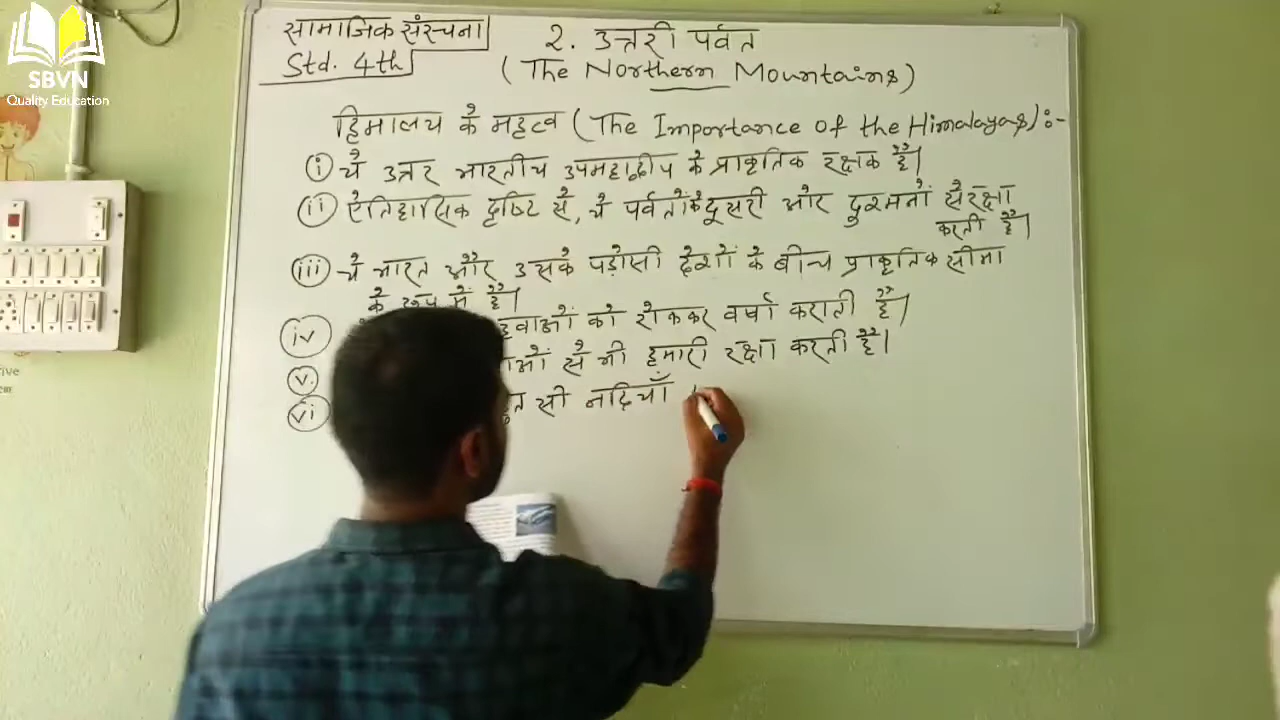 SBVN
Quality Education
सामाजिक संरचना
Std. 4th
२. उत्तरी पर्वत
(The Northern Mountains)
हिमालय के महत्व (The Importance of the Himalayas):-
(i) ये उत्तर भारतीय उपमहाद्वीप के प्राकृतिक रक्षक हैं।
(ii) ऐतिहासिक दृष्टि से, ये पर्वतों के दूसरी ओर दुश्मनों से रक्षा
करती हैं।
(iii) ये भारत और उसके पड़ोसी देशों के बीच प्राकृतिक सीमा
के रूप में हैं।
(iv) हवाओं को रोककर वर्षा कराती हैं।
v. से भी हमारी रक्षा करती हैं।
(vi) सी नदियाँ